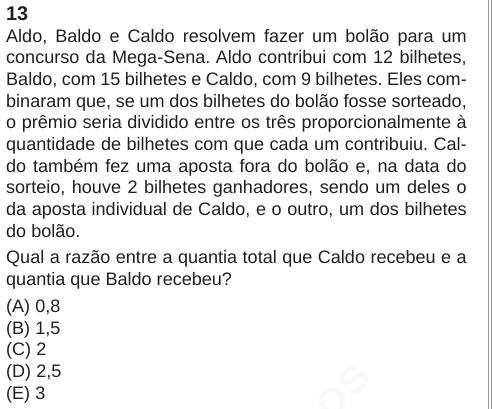 13
Aldo, Baldo e Caldo resolvem fazer um bolão para um
concurso da Mega-Sena. Aldo contribui com 12 bilhetes,
Baldo, com 15 bilhetes e Caldo, com 9 bilhetes. Eles com-
binaram que, se um dos bilhetes do bolão fosse sorteado,
o prêmio seria dividido entre os três proporcionalmente à
quantidade de bilhetes com que cada um contribuiu. Cal-
do também fez uma aposta fora do bolão e, na data do
sorteio, houve 2 bilhetes ganhadores, sendo um deles o
da aposta individual de Caldo, e o outro, um dos bilhetes
do bolão.
Qual a razão entre a quantia total que Caldo recebeu e a
quantia que Baldo recebeu?
(A) 0,8
(B) 1,5
(C) 2
(D) 2,5
(E) 3